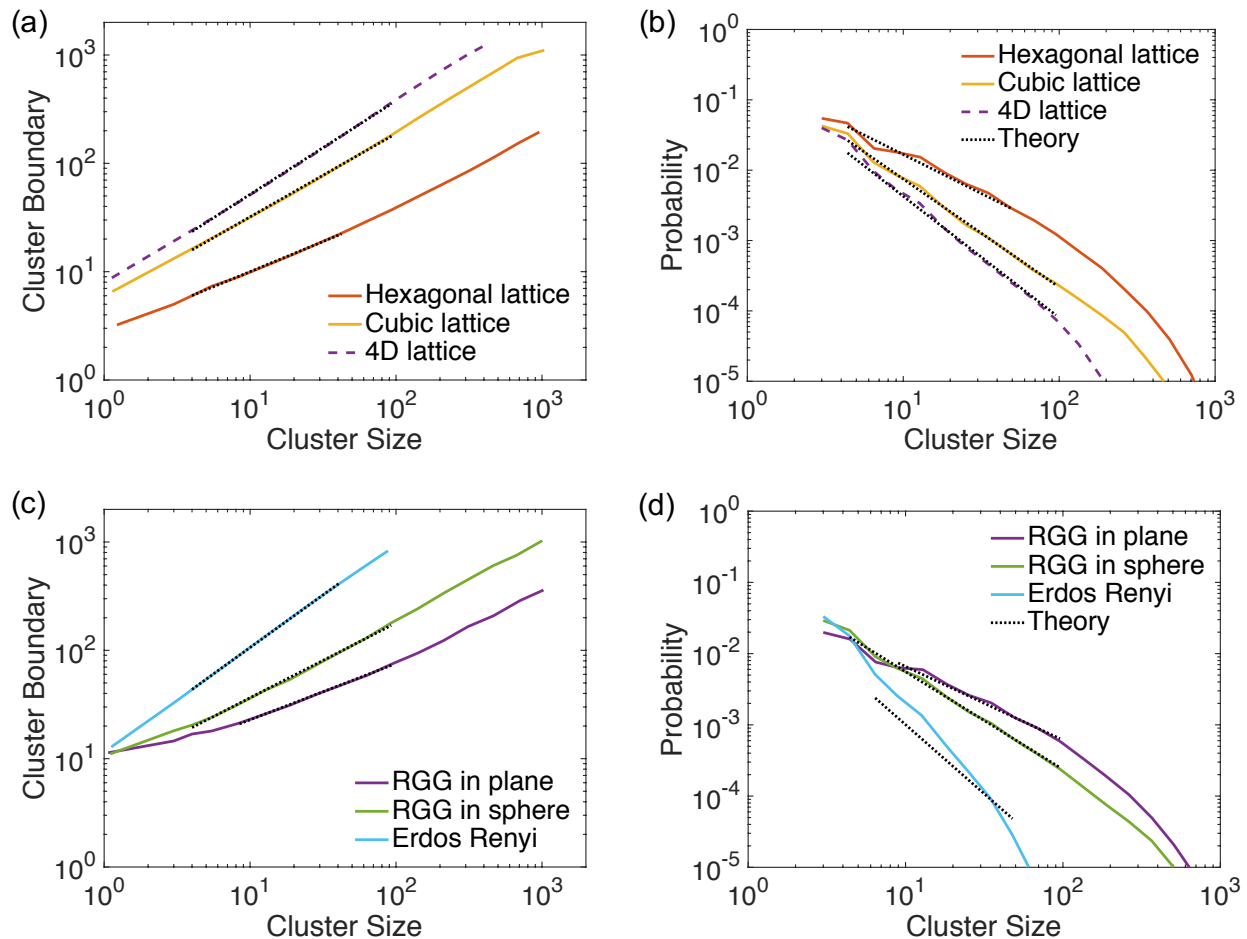 (a)
Cluster Boundary
10^3
10^2
10^1
10^0
Hexagonal lattice
Cubic lattice
4D lattice
10^0 10^1 10^2 10^3
Cluster Size
(b)
Probability
10^0
10^-1
10^-2
10^-3
10^-4
10^-5
Hexagonal lattice
Cubic lattice
4D lattice
Theory
10^0 10^1 10^2 10^3
Cluster Size
(c)
Cluster Boundary
10^3
10^2
10^1
10^0
RGG in plane
RGG in sphere
Erdos Renyi
10^0 10^1 10^2 10^3
Cluster Size
(d)
Probability
10^0
10^-1
10^-2
10^-3
10^-4
10^-5
RGG in plane
RGG in sphere
Erdos Renyi
Theory
10^0 10^1 10^2 10^3
Cluster Size